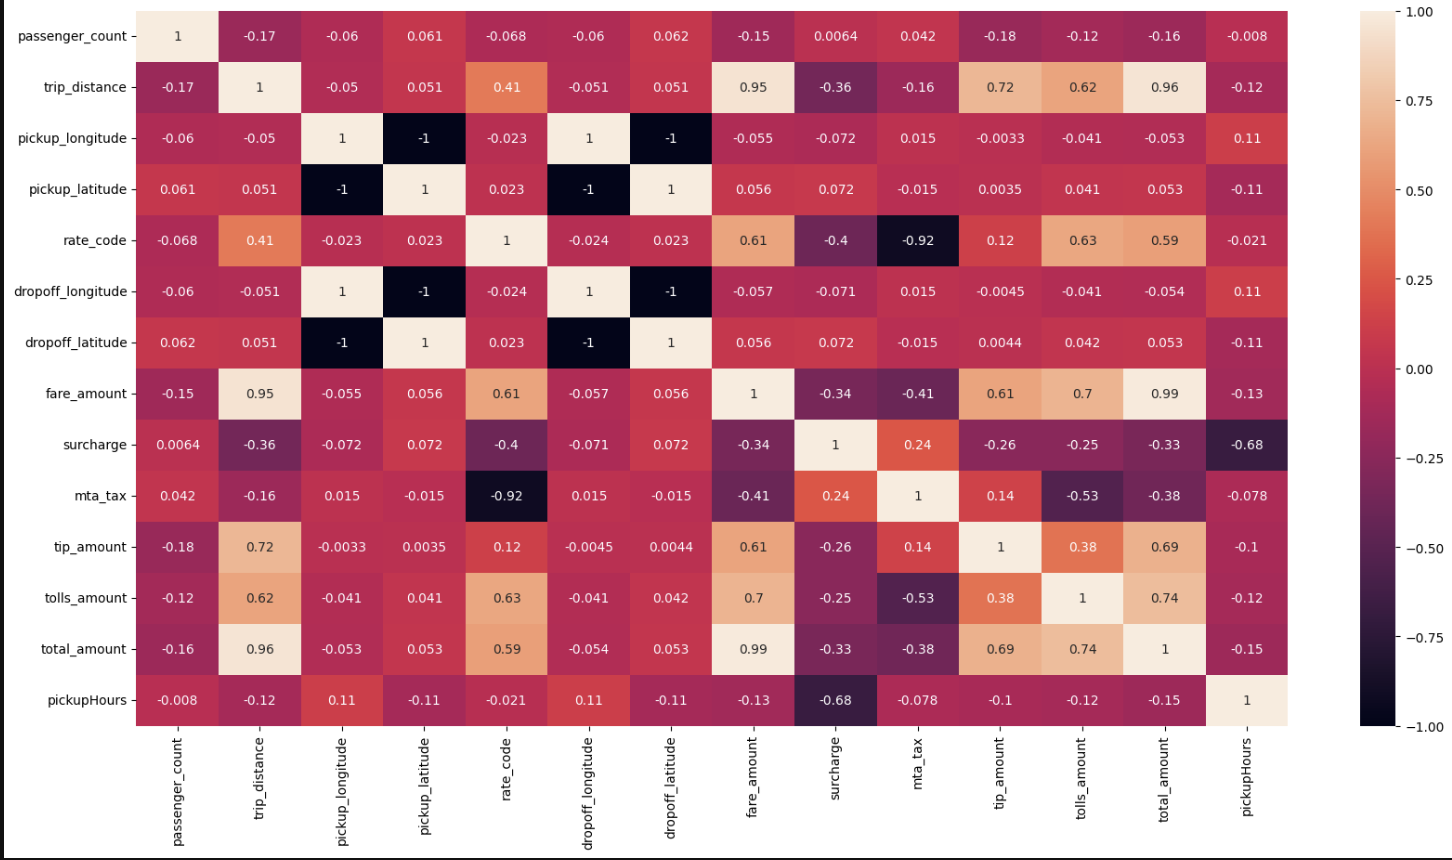 passenger_count 1 -0.17 -0.06 0.061 -0.068 -0.06 0.062 -0.15 0.0064 0.042 -0.18 -0.12 -0.16 -0.008
trip_distance -0.17 1 -0.05 0.051 0.41 -0.051 0.051 0.95 -0.36 -0.16 0.72 0.62 0.96 -0.12
pickup_longitude -0.06 -0.05 1 -1 -0.023 1 -1 -0.055 -0.072 0.015 -0.0033 -0.041 -0.053 0.11
pickup_latitude 0.061 0.051 -1 1 0.023 -1 1 0.056 0.072 -0.015 0.0035 0.041 0.053 -0.11
rate_code -0.068 0.41 -0.023 0.023 1 -0.024 0.023 0.61 -0.4 -0.92 0.12 0.63 0.59 -0.021
dropoff_longitude -0.06 -0.051 1 -1 -0.024 1 -1 -0.057 -0.071 0.015 -0.0045 -0.041 -0.054 0.11
dropoff_latitude 0.062 0.051 -1 1 0.023 -1 1 0.056 0.072 -0.015 0.0044 0.042 0.053 -0.11
fare_amount -0.15 0.95 -0.055 0.056 0.61 -0.057 0.056 1 -0.34 -0.41 0.61 0.7 0.99 -0.13
surcharge 0.0064 -0.36 -0.072 0.072 -0.4 -0.071 0.072 -0.34 1 0.24 -0.26 -0.25 -0.33 -0.68
mta_tax 0.042 -0.16 0.015 -0.015 -0.92 0.015 -0.015 -0.41 0.24 1 0.14 -0.53 -0.38 -0.078
tip_amount -0.18 0.72 -0.0033 0.0035 0.12 -0.0045 0.0044 0.61 -0.26 0.14 1 0.38 0.69 -0.1
tolls_amount -0.12 0.62 -0.041 0.041 0.63 -0.041 0.042 0.7 -0.25 -0.53 0.38 1 0.74 -0.12
total_amount -0.16 0.96 -0.053 0.053 0.59 -0.054 0.053 0.99 -0.33 -0.38 0.69 0.74 1 -0.15
pickupHours -0.008 -0.12 0.11 -0.11 -0.021 0.11 -0.11 -0.13 -0.68 -0.078 -0.1 -0.12 -0.15 1
passenger_count
trip_distance
pickup_longitude
pickup_latitude
rate_code
dropoff_longitude
dropoff_latitude
fare_amount
surcharge
mta_tax
tip_amount
tolls_amount
total_amount
pickupHours
1.00
0.75
0.50
0.25
0.00
−0.25
−0.50
−0.75
−1.00